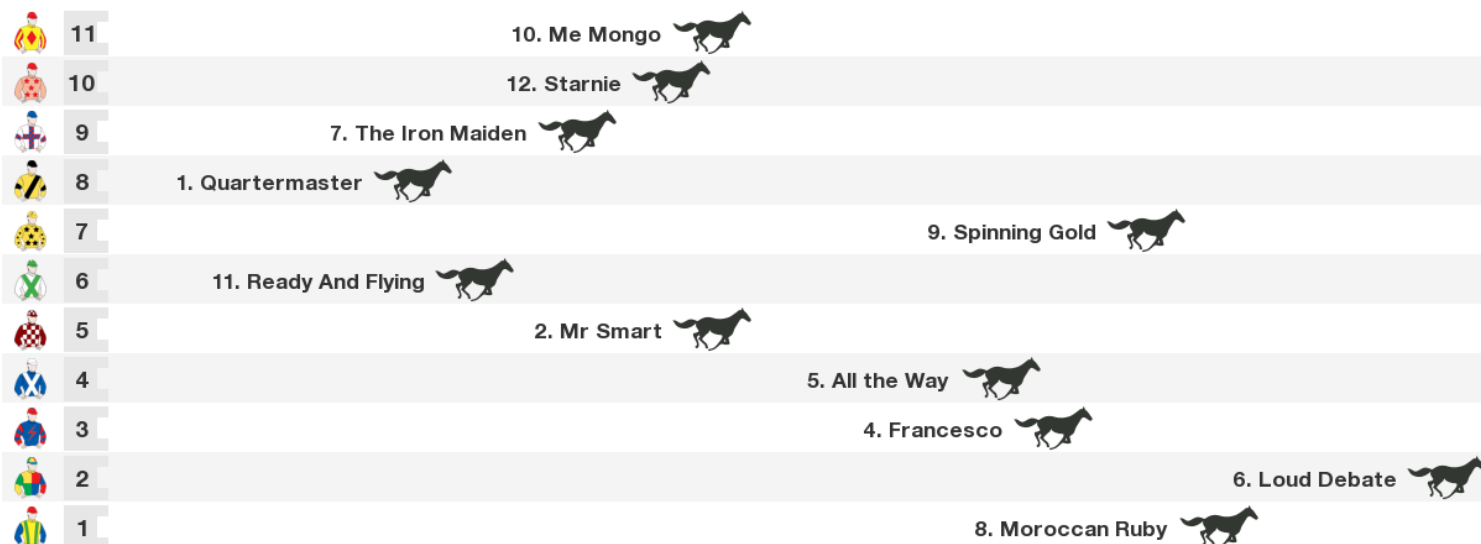 11 10. Me Mongo
10 12. Starnie
9 7. The Iron Maiden
8 1. Quartermaster
7 9. Spinning Gold
6 11. Ready And Flying
5 2. Mr Smart
4 5. All the Way
3 4. Francesco
2 6. Loud Debate
1 8. Moroccan Ruby